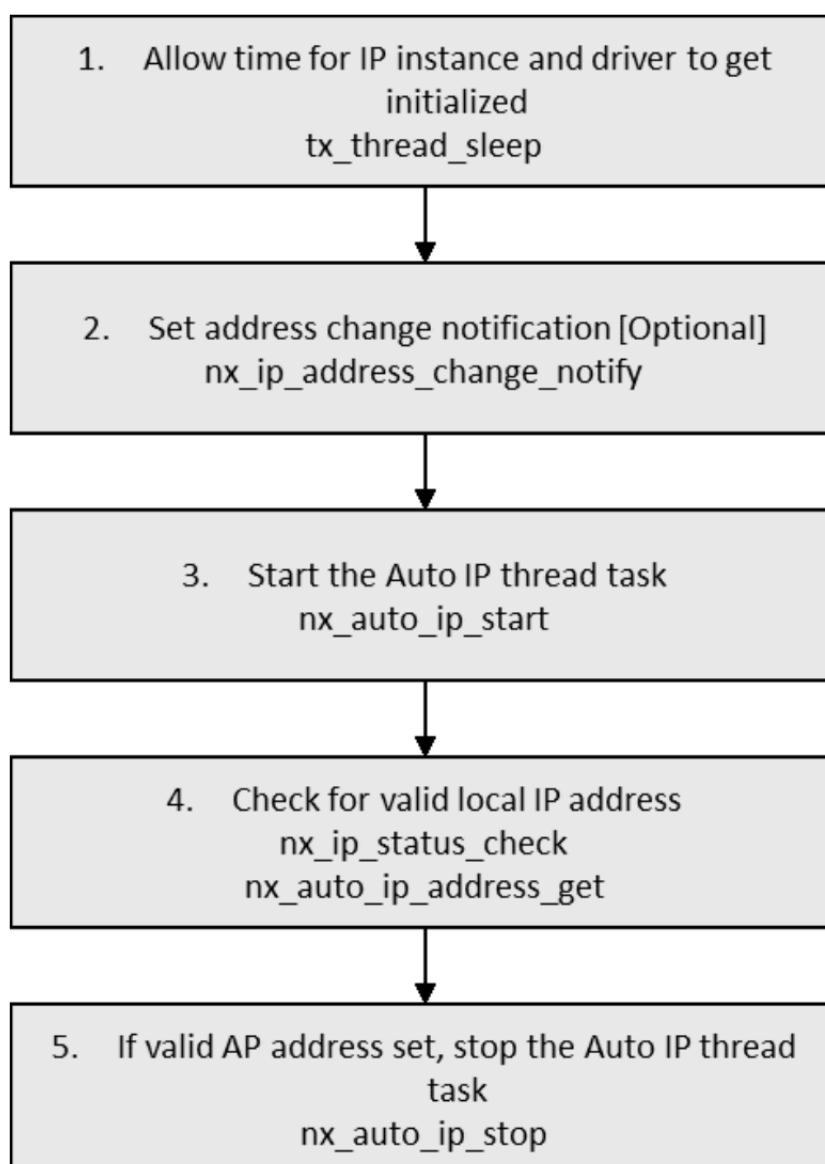 1. Allow time for IP instance and driver to get
initialized
tx_thread_sleep
2. Set address change notification [Optional]
nx_ip_address_change_notify
3. Start the Auto IP thread task
nx_auto_ip_start
4. Check for valid local IP address
nx_ip_status_check
nx_auto_ip_address_get
5. If valid AP address set, stop the Auto IP thread
task
nx_auto_ip_stop